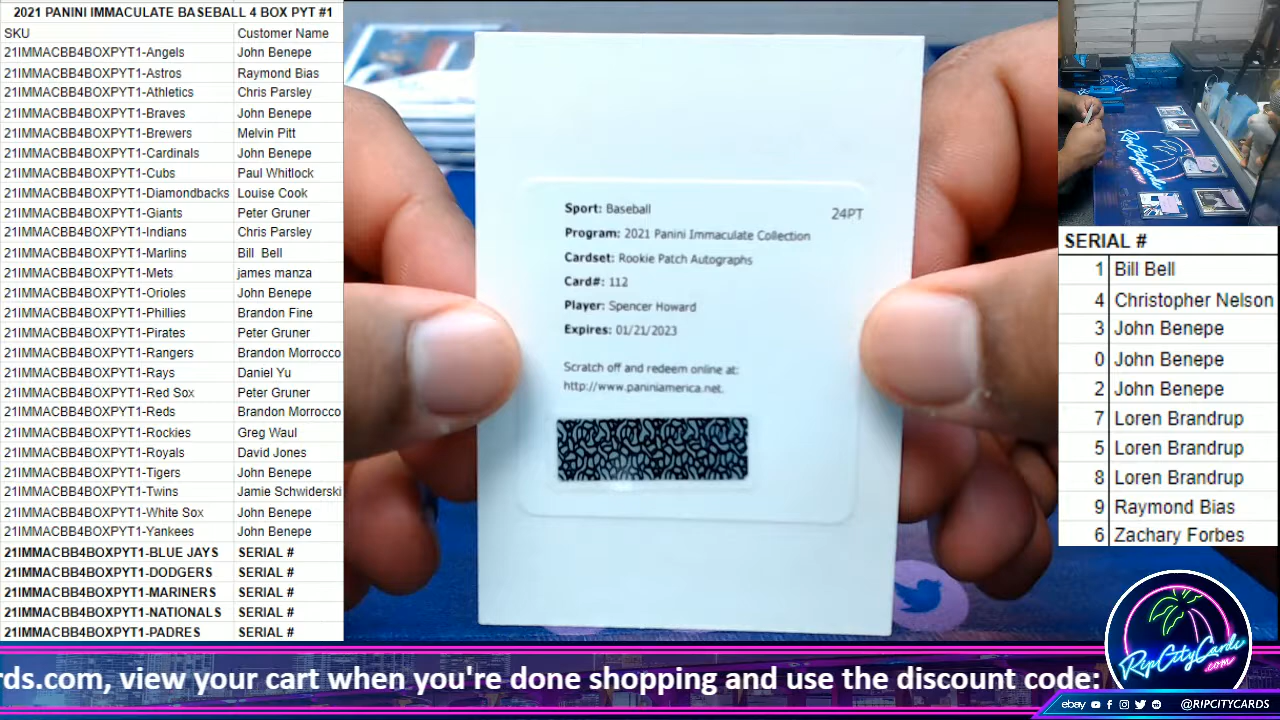 2021 PANINI IMMACULATE BASEBALL 4 BOX PYT #1
SKU Customer Name
21IMMACBB4BOXPYT1-Angels John Benepe
21IMMACBB4BOXPYT1-Astros Raymond Bias
21IMMACBB4BOXPYT1-Athletics Chris Parsley
21IMMACBB4BOXPYT1-Braves John Benepe
21IMMACBB4BOXPYT1-Brewers Melvin Pitt
21IMMACBB4BOXPYT1-Cardinals John Benepe
21IMMACBB4BOXPYT1-Cubs Paul Whitlock
21IMMACBB4BOXPYT1-Diamondbacks Louise Cook
21IMMACBB4BOXPYT1-Giants Peter Gruner
21IMMACBB4BOXPYT1-Indians Chris Parsley
21IMMACBB4BOXPYT1-Marlins Bill Bell
21IMMACBB4BOXPYT1-Mets james manza
21IMMACBB4BOXPYT1-Orioles John Benepe
21IMMACBB4BOXPYT1-Phillies Brandon Fine
21IMMACBB4BOXPYT1-Pirates Peter Gruner
21IMMACBB4BOXPYT1-Rangers Brandon Morrocco
21IMMACBB4BOXPYT1-Rays Daniel Yu
21IMMACBB4BOXPYT1-Red Sox Peter Gruner
21IMMACBB4BOXPYT1-Reds Brandon Morrocco
21IMMACBB4BOXPYT1-Rockies Greg Waul
21IMMACBB4BOXPYT1-Royals David Jones
21IMMACBB4BOXPYT1-Tigers John Benepe
21IMMACBB4BOXPYT1-Twins Jamie Schwiderski
21IMMACBB4BOXPYT1-White Sox John Benepe
21IMMACBB4BOXPYT1-Yankees John Benepe
21IMMACBB4BOXPYT1-BLUE JAYS SERIAL #
21IMMACBB4BOXPYT1-DODGERS SERIAL #
21IMMACBB4BOXPYT1-MARINERS SERIAL #
21IMMACBB4BOXPYT1-NATIONALS SERIAL #
21IMMACBB4BOXPYT1-PADRES SERIAL #
Sport: Baseball 24PT
Program: 2021 Panini Immaculate Collection
Cardset: Rookie Patch Autographs
Card#: 112
Player: Spencer Howard
Expires: 01/21/2023
Scratch off and redeem online at:
http://www.paniniamerica.net.
RipCityCards
SERIAL #
1 Bill Bell
4 Christopher Nelson
3 John Benepe
0 John Benepe
2 John Benepe
7 Loren Brandrup
5 Loren Brandrup
8 Loren Brandrup
9 Raymond Bias
6 Zachary Forbes
RipCityCards
.com
rds.com, view your cart when you're done shopping and use the discount code:
ebay @RIPCITYCARDS